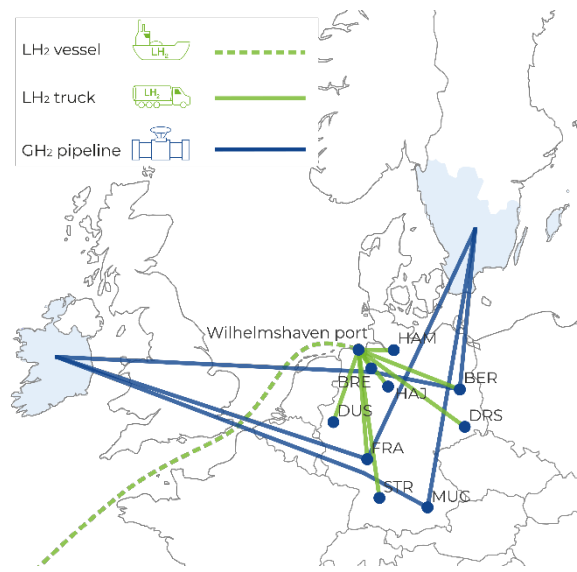 LH₂ vessel
LH₂
LH₂ truck
LH₂
GH₂ pipeline
Wilhelmshaven port
HAM
BRE
HAJ
BER
DUS
DRS
FRA
STR
MUC